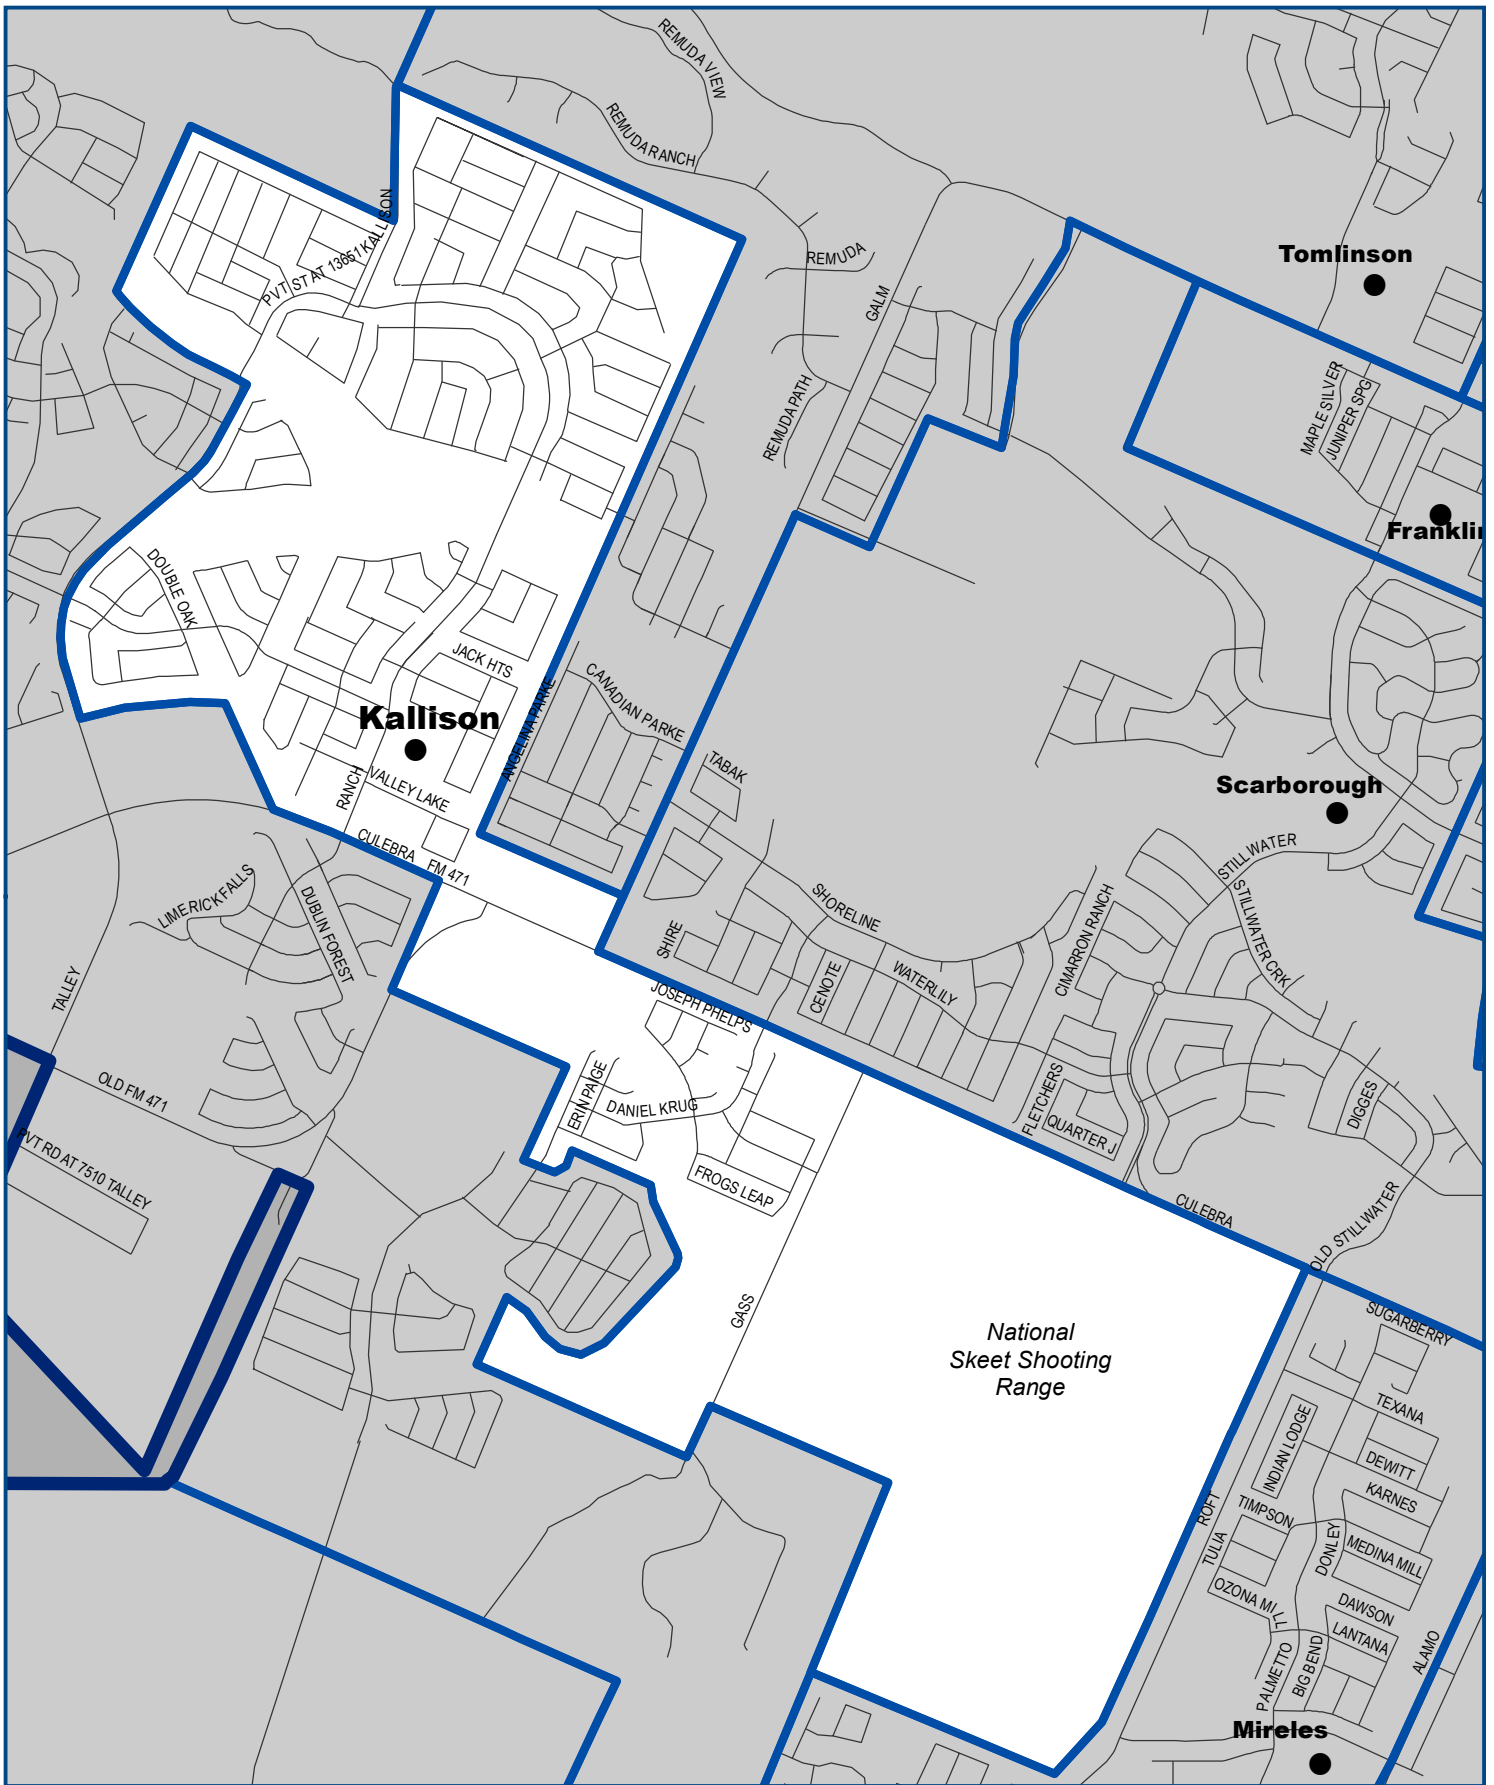 REMUDA VIEW
REMUDA RANCH
PVT ST AT 13651 KALLISON
REMUDA
Tomlinson
GALM
MAPLE SILVER
JUNIPER SPG
REMUDA PATH
Franklin
DOUBLE OAK
JACK HTS
CANADIAN PARKE
ANGELINA PARKE
Kallison
TABAK
VALLEY LAKE
RANCH
Scarborough
CULEBRA
FM 471
STILLWATER
LIMERICK FALLS
DUBLIN FOREST
SHORELINE
STILLWATER CRK
CIMARRON RANCH
SHIRE
CENOTE
WATERLILY
TALLEY
JOSEPH PHELPS
OLD FM 471
ERIN PAIGE
DANIEL KRUG
FLETCHERS
QUARTER J
DIGGES
PVT RD AT 7510 TALLEY
FROGS LEAP
CULEBRA
OLD STILLWATER
GASS
National
Skeet Shooting
Range
SUGARBERRY
TEXANA
INDIAN LODGE
DEWITT
KARNES
ROFT
TIMPSON
TULIA
DONLEY
MEDINA MILL
OZONA MILL
DAWSON
LANTANA
PALMETTO
BIG BEND
ALAMO
Mireles